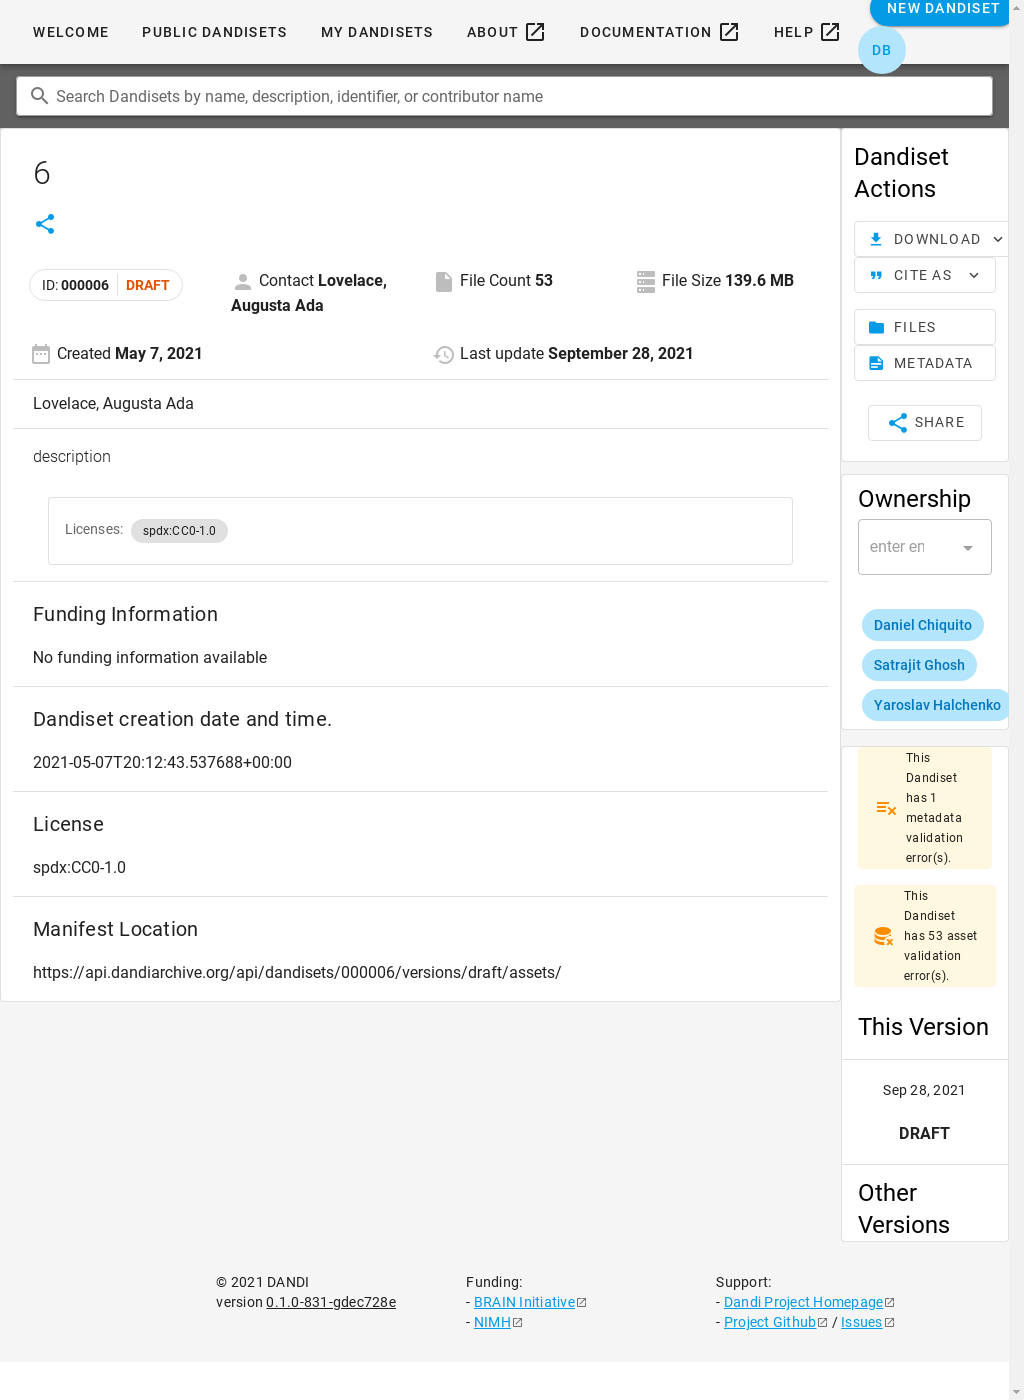 WELCOME PUBLIC DANDISETS MY DANDISETS ABOUT DOCUMENTATION HELP NEW DANDISET
DB
Search Dandisets by name, description, identifier, or contributor name
6
ID: 000006 DRAFT
Contact Lovelace, Augusta Ada
File Count 53
File Size 139.6 MB
Created May 7, 2021
Last update September 28, 2021
Lovelace, Augusta Ada
description
Licenses: spdx:CC0-1.0
Funding Information
No funding information available
Dandiset creation date and time.
2021-05-07T20:12:43.537688+00:00
License
spdx:CC0-1.0
Manifest Location
https://api.dandiarchive.org/api/dandisets/000006/versions/draft/assets/
Dandiset
Actions
DOWNLOAD
CITE AS
FILES
METADATA
SHARE
Ownership
enter en
Daniel Chiquito
Satrajit Ghosh
Yaroslav Halchenko
This
Dandiset
has 1
metadata
validation
error(s).
This
Dandiset
has 53 asset
validation
error(s).
This Version
Sep 28, 2021
DRAFT
Other
Versions
© 2021 DANDI
version 0.1.0-831-gdec728e
Funding:
- BRAIN Initiative
- NIMH
Support:
- Dandi Project Homepage
- Project Github / Issues